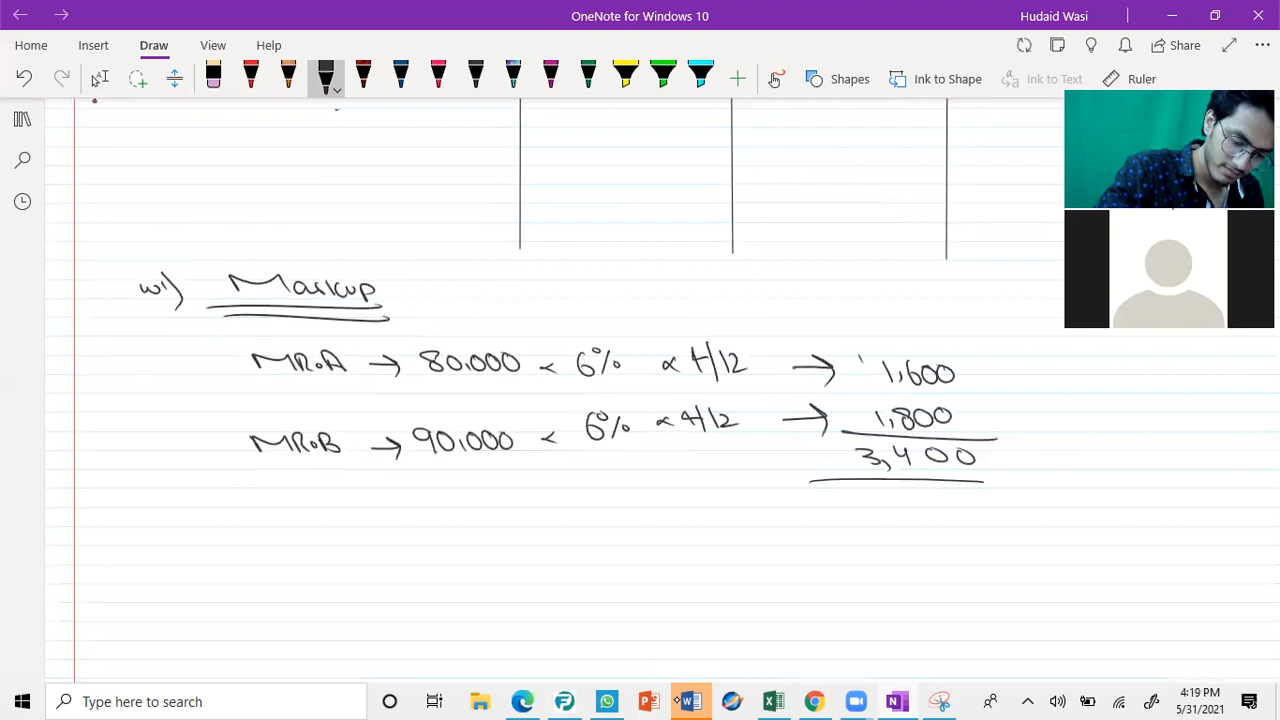 OneNote for Windows 10
Hudaid Wasi
Home Insert Draw View Help
Share
Shapes
Ink to Shape
Ink to Text
Ruler
w1) Markup
MR.A → 80,000 × 6% × 4/12 → 1,600
MR.B → 90,000 × 6% × 4/12 → 1,800
3,400
Type here to search
4:19 PM
5/31/2021